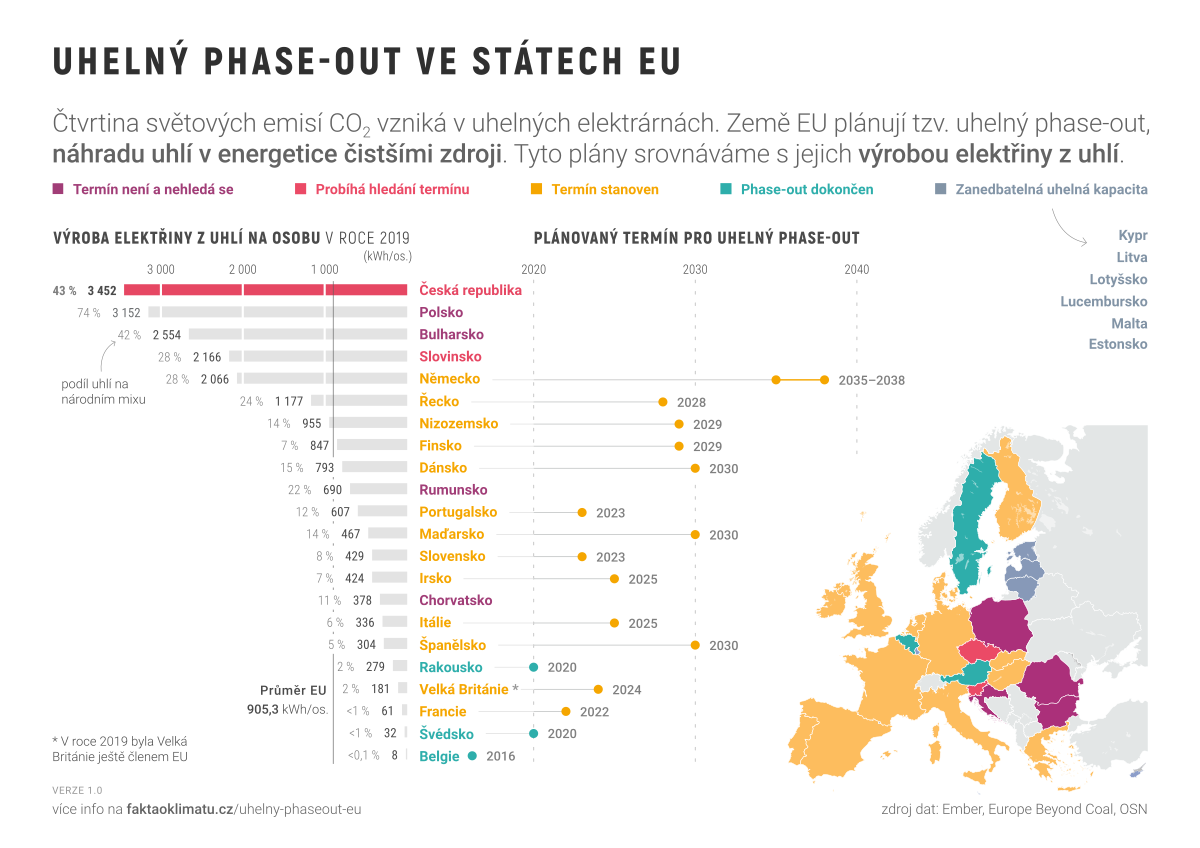 UHELNÝ PHASE-OUT VE STÁTECH EU
Čtvrtina světových emisí CO₂ vzniká v uhelných elektrárnách. Země EU plánují tzv. uhelný phase-out,
náhradu uhlí v energetice čistšími zdroji. Tyto plány srovnáváme s jejich výrobou elektřiny z uhlí.
Termín není a nehledá se
Probíhá hledání termínu
Termín stanoven
Phase-out dokončen
Zanedbatelná uhelná kapacita
Kypr
Litva
Lotyšsko
Lucembursko
Malta
Estonsko
VÝROBA ELEKTŘINY Z UHLÍ NA OSOBU V ROCE 2019
(kWh/os.)
3 000 2 000 1 000
PLÁNOVANÝ TERMÍN PRO UHELNÝ PHASE-OUT
2020 2030 2040
43 % 3 452 Česká republika
74 % 3 152 Polsko
42 % 2 554 Bulharsko
28 % 2 166 Slovinsko
28 % 2 066 Německo 2035–2038
24 % 1 177 Řecko 2028
14 % 955 Nizozemsko 2029
7 % 847 Finsko 2029
15 % 793 Dánsko 2030
22 % 690 Rumunsko
12 % 607 Portugalsko 2023
14 % 467 Maďarsko 2030
8 % 429 Slovensko 2023
7 % 424 Irsko 2025
11 % 378 Chorvatsko
6 % 336 Itálie 2025
5 % 304 Španělsko 2030
2 % 279 Rakousko 2020
2 % 181 Velká Británie * 2024
<1 % 61 Francie 2022
<1 % 32 Švédsko 2020
<0,1 % 8 Belgie 2016
podíl uhlí na
národním mixu
Průměr EU
905,3 kWh/os.
* V roce 2019 byla Velká
Británie ještě členem EU
VERZE 1.0
více info na faktaoklimatu.cz/uhelny-phaseout-eu
zdroj dat: Ember, Europe Beyond Coal, OSN